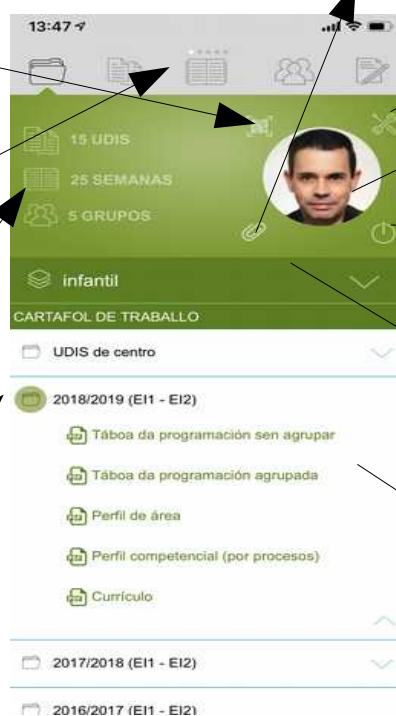 13:47
15 UDIS
25 SEMANAS
5 GRUPOS
infantil
CARTAFOL DE TRABALLO
UDIS de centro
2018/2019 (EI1 - EI2)
Táboa da programación sen agrupar
Táboa da programación agrupada
Perfil de área
Perfil competencial (por procesos)
Currículo
2017/2018 (EI1 - EI2)
2016/2017 (EI1 - EI2)